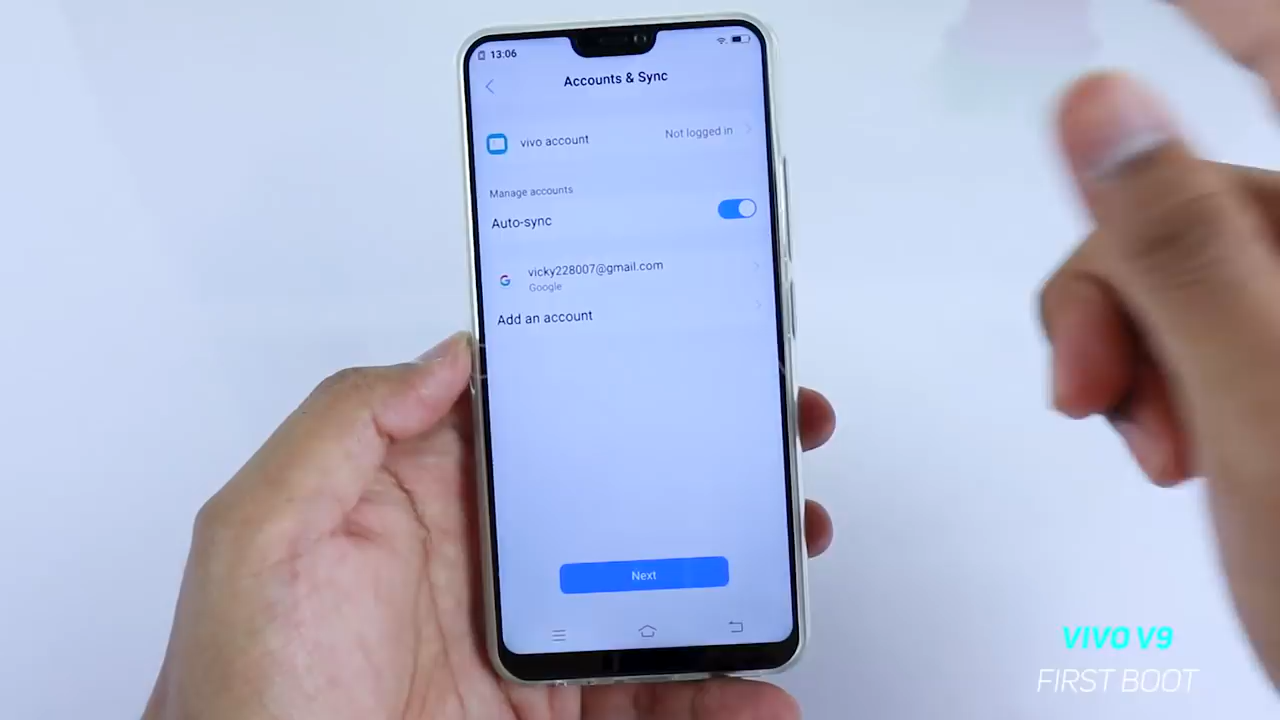 13:06
Accounts & Sync
vivo account Not logged in
Manage accounts
Auto-sync
vicky228007@gmail.com
Google
Add an account
Next
VIVO V9
FIRST BOOT